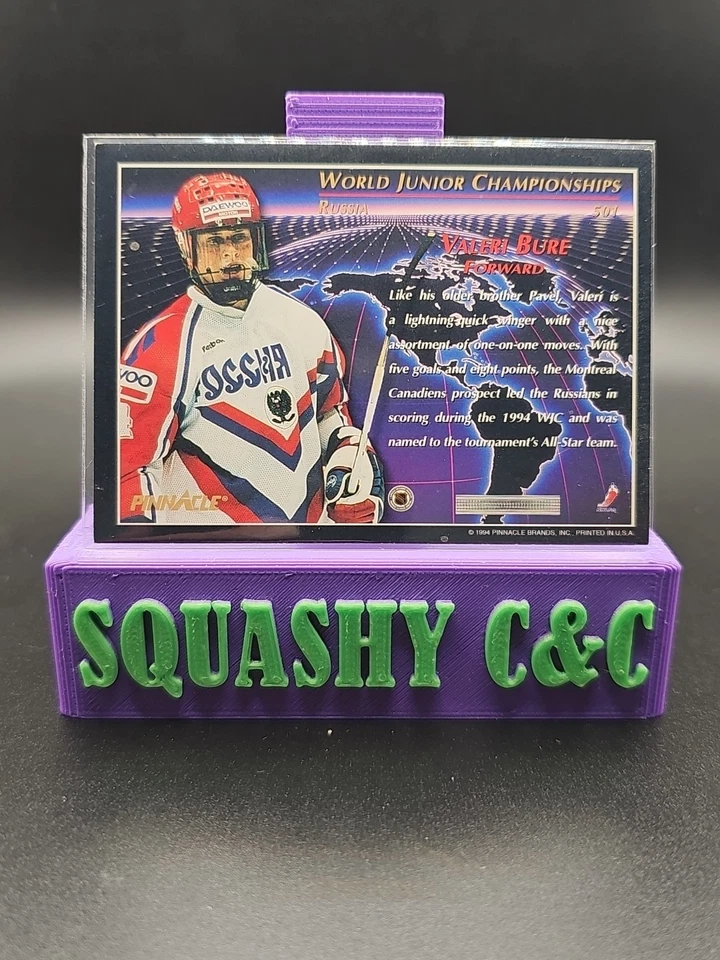 WORLD JUNIOR CHAMPIONSHIPS
RUSSIA 501
VALERI BURE
FORWARD
Like his older brother Pavel, Valeri is
a lightning-quick winger with a nice
assortment of one-on-one moves. With
five goals and eight points, the Montreal
Canadiens prospect led the Russians in
scoring during the 1994 WJC and was
named to the tournament's All-Star team.
DAEWOO
Reebok
РОССИЯ
WOO
PINNACLE®
© 1994 PINNACLE BRANDS, INC. PRINTED IN U.S.A.
SQUASHY C&C